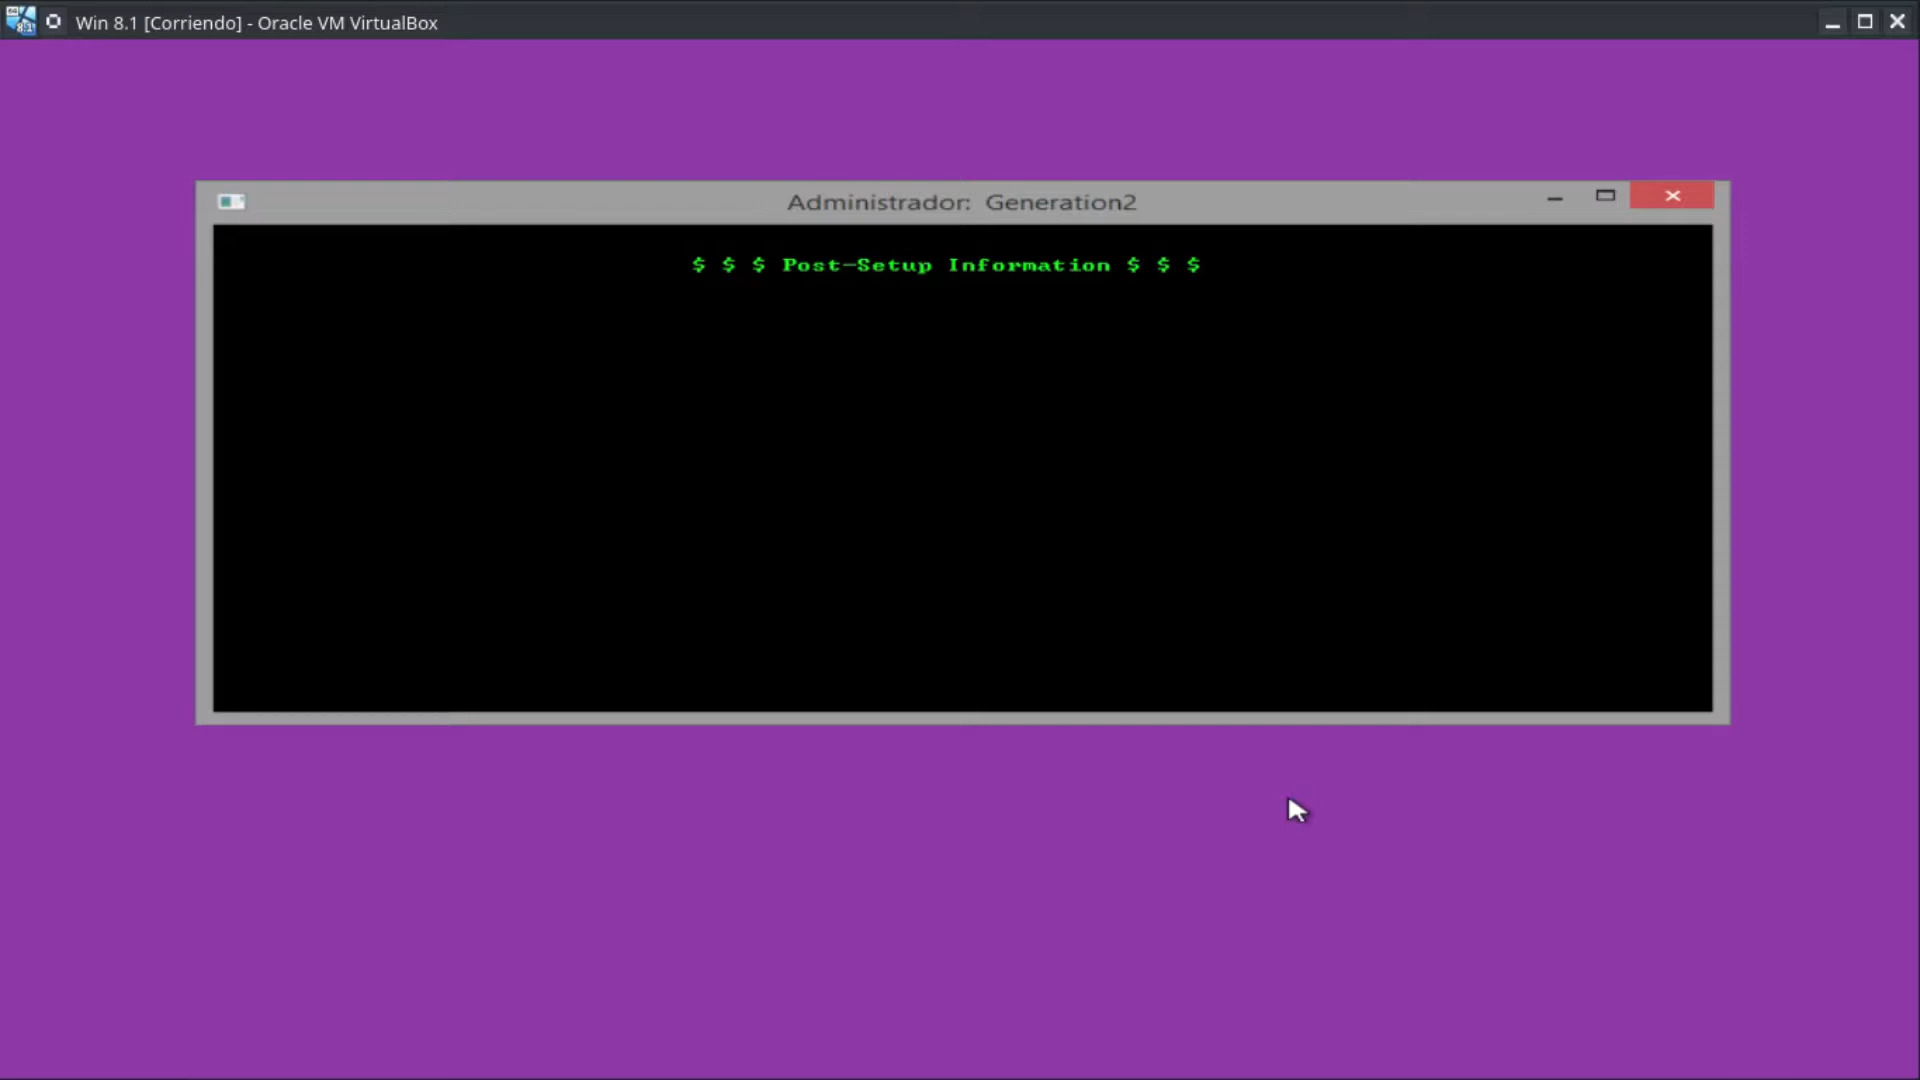 Win 8.1 [Corriendo] - Oracle VM VirtualBox
Administrador: Generation2
$ $ $ Post-Setup Information $ $ $